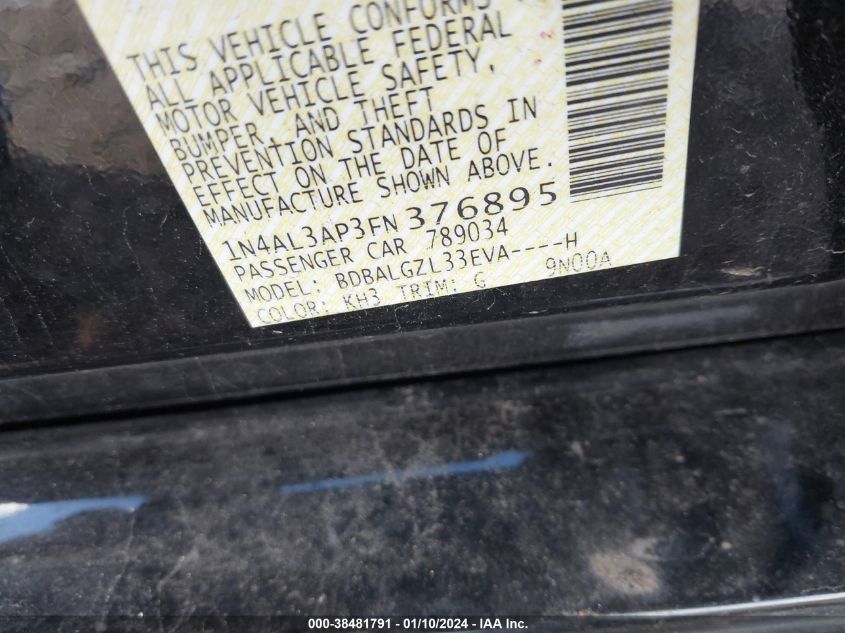 THIS VEHICLE CONFORMS
ALL APPLICABLE FEDERAL
MOTOR VEHICLE SAFETY,
BUMPER, AND THEFT
PREVENTION STANDARDS IN
EFFECT ON THE DATE OF
MANUFACTURE SHOWN ABOVE.
1N4AL3AP3FN376895
PASSENGER CAR 789034
MODEL: BDBALGZL33EVA----H
COLOR: KH3 TRIM: G 9N00A
000-38481791 - 01/10/2024 - IAA Inc.